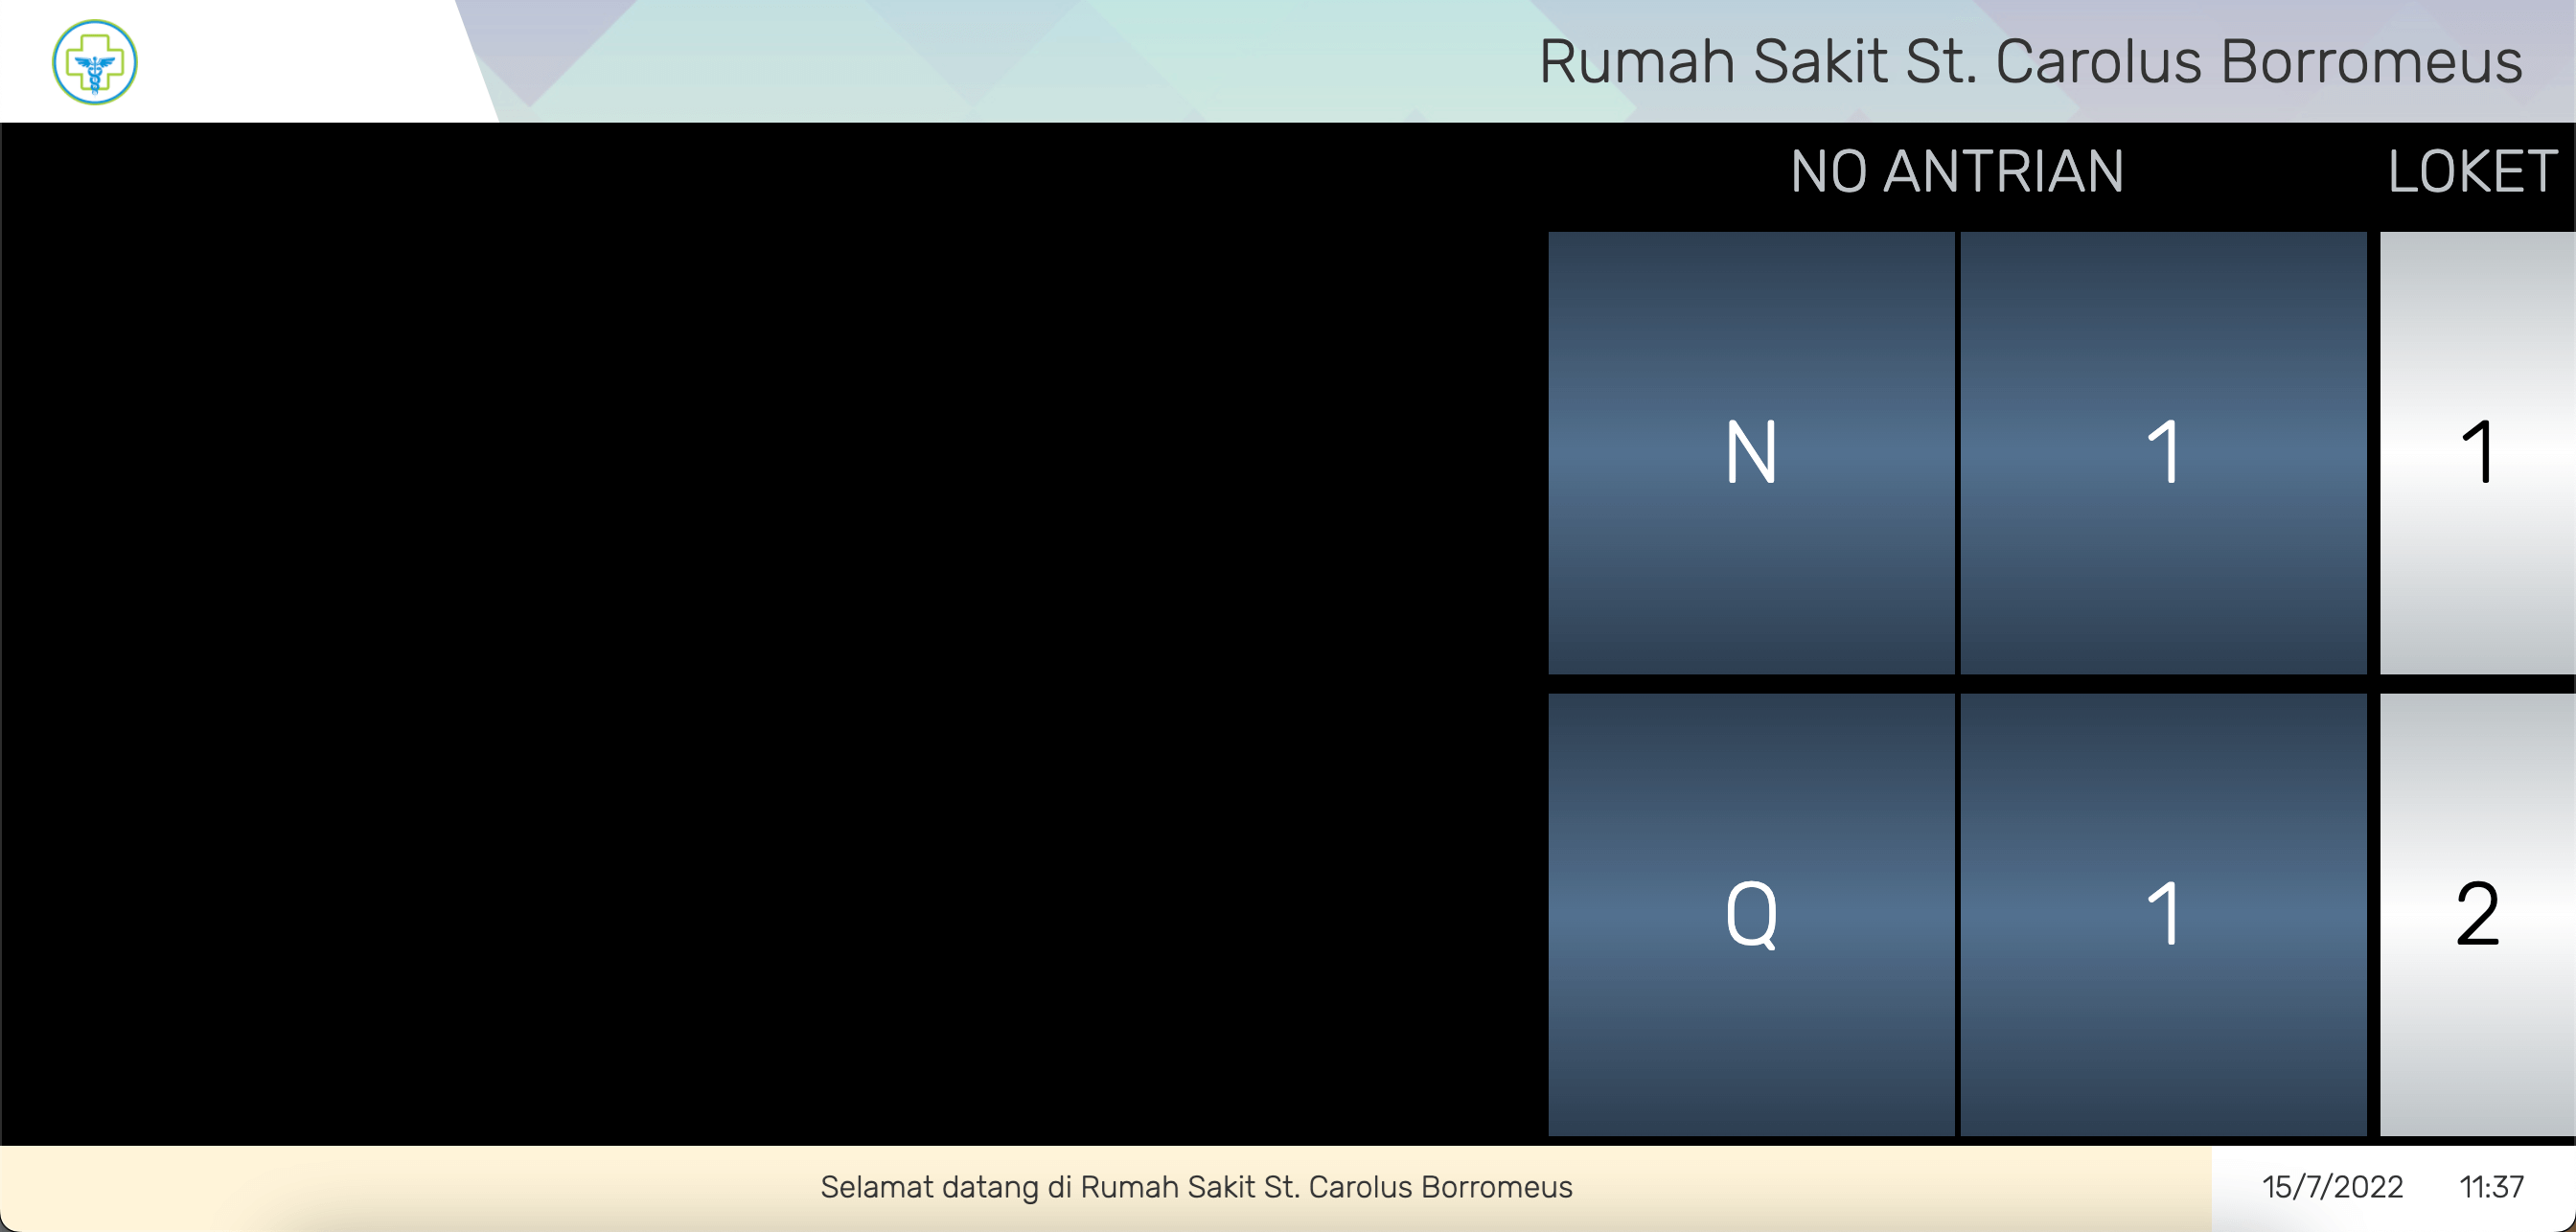 Rumah Sakit St. Carolus Borromeus
NO ANTRIAN LOKET
N 1 1
Q 1 2
Selamat datang di Rumah Sakit St. Carolus Borromeus 15/7/2022 11:37